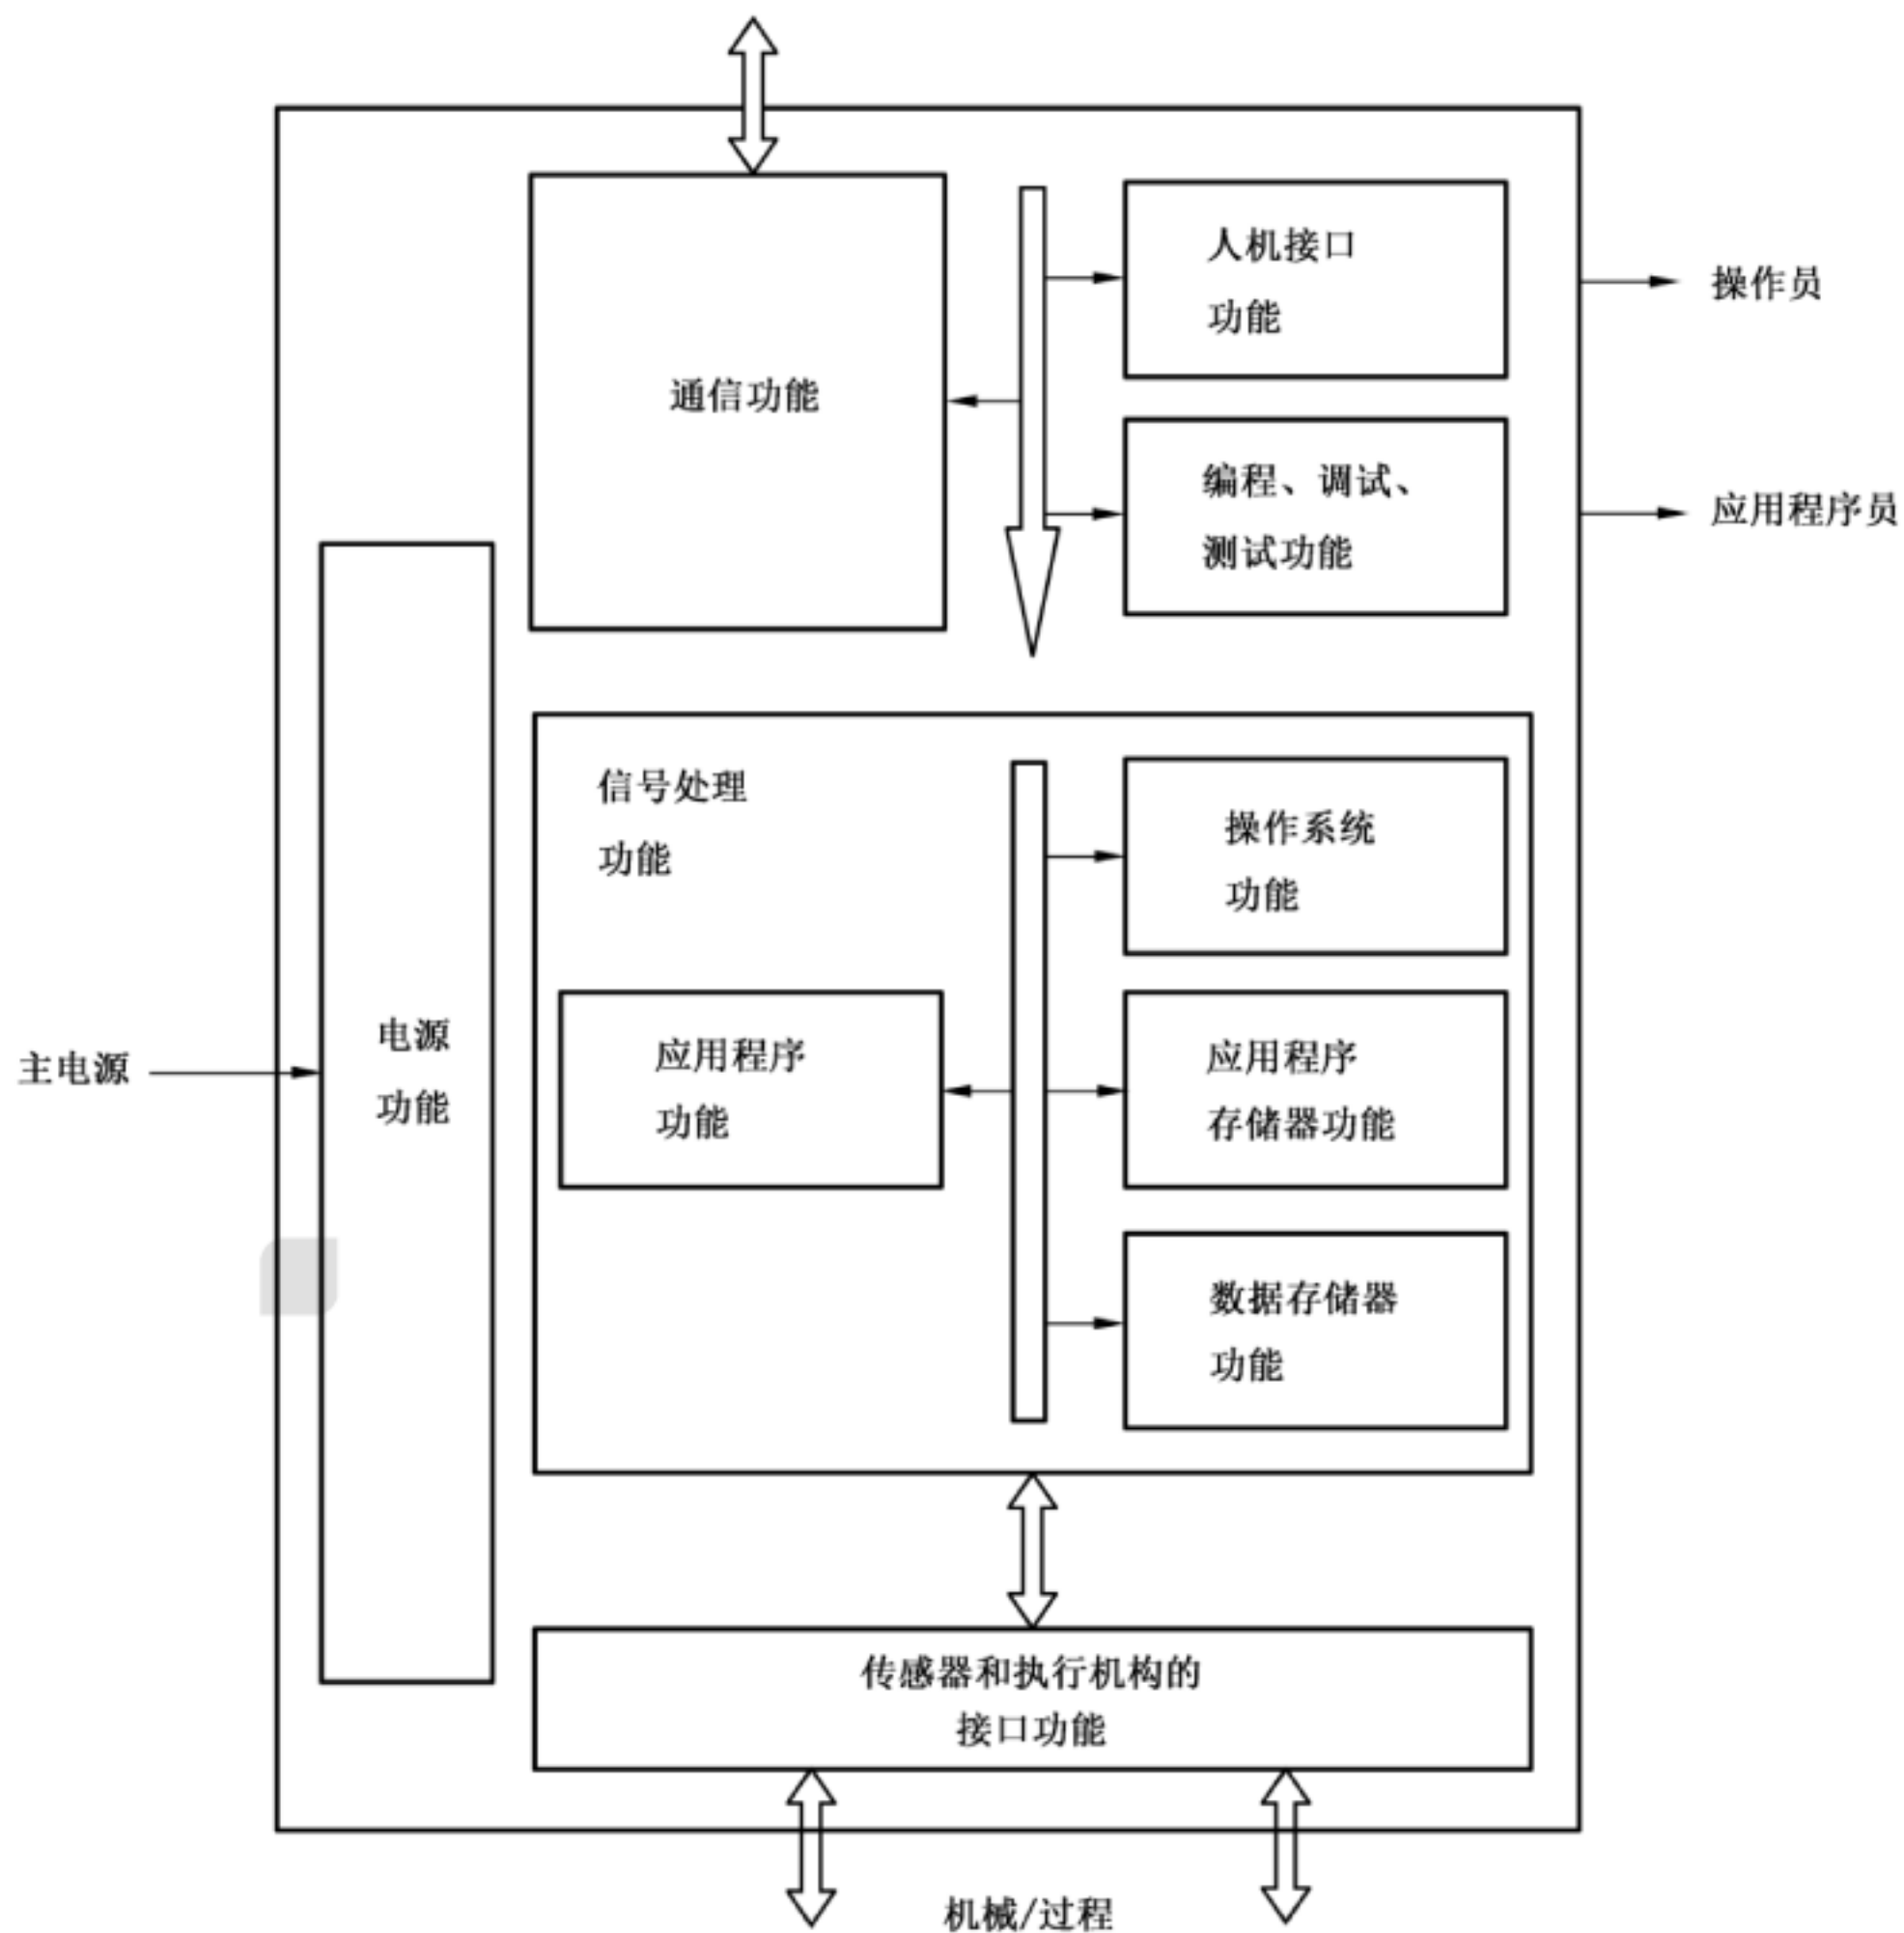 人机接口
功能
操作员
通信功能
编程、调试、
测试功能
应用程序员
信号处理
功能
操作系统
功能
主电源
电源
功能
应用程序
功能
应用程序
存储器功能
数据存储器
功能
传感器和执行机构的
接口功能
机械/过程